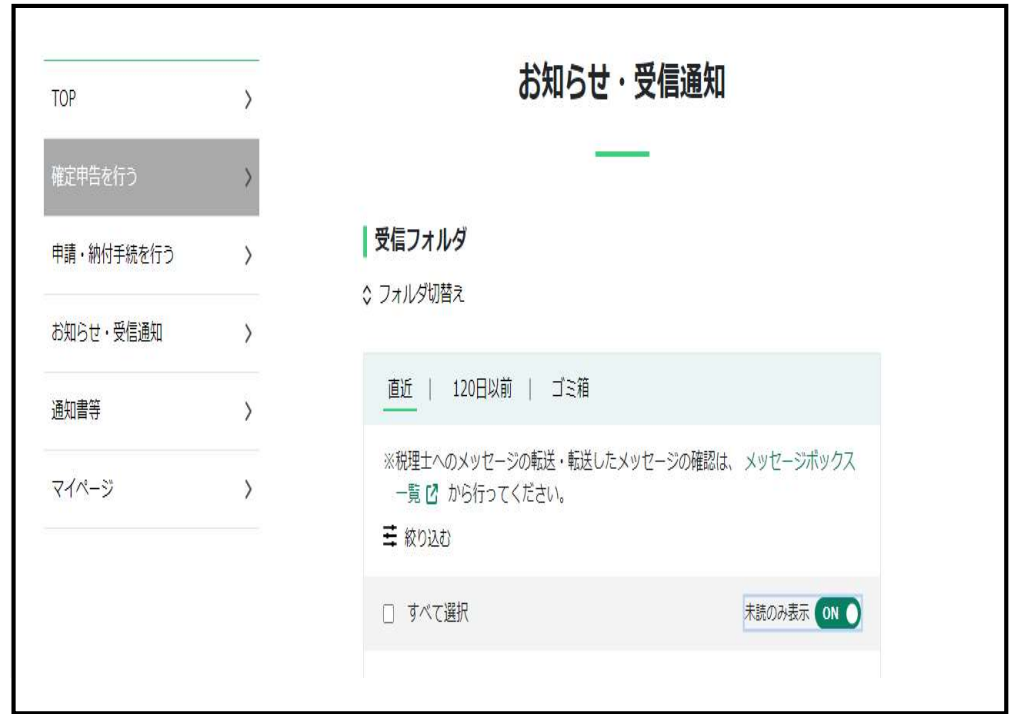 TOP
確定申告を行う
申請・納付手続を行う
お知らせ・受信通知
通知書等
マイページ
お知らせ・受信通知
受信フォルダ
フォルダ切替え
直近 | 120日以前 | ゴミ箱
※税理士へのメッセージの転送・転送したメッセージの確認は、 メッセージボックス
一覧 から行ってください。
絞り込む
すべて選択 未読のみ表示 ON